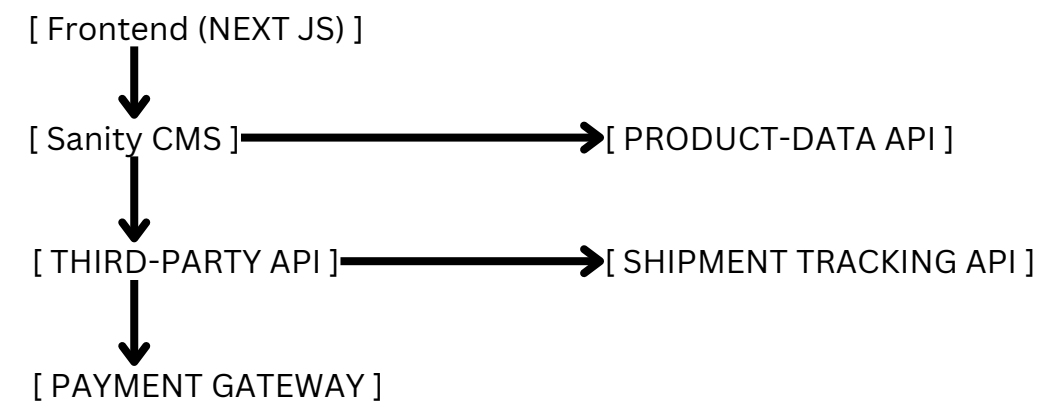 [ Frontend (NEXT JS) ]
[ Sanity CMS ] [ PRODUCT-DATA API ]
[ THIRD-PARTY API ] [ SHIPMENT TRACKING API ]
[ PAYMENT GATEWAY ]